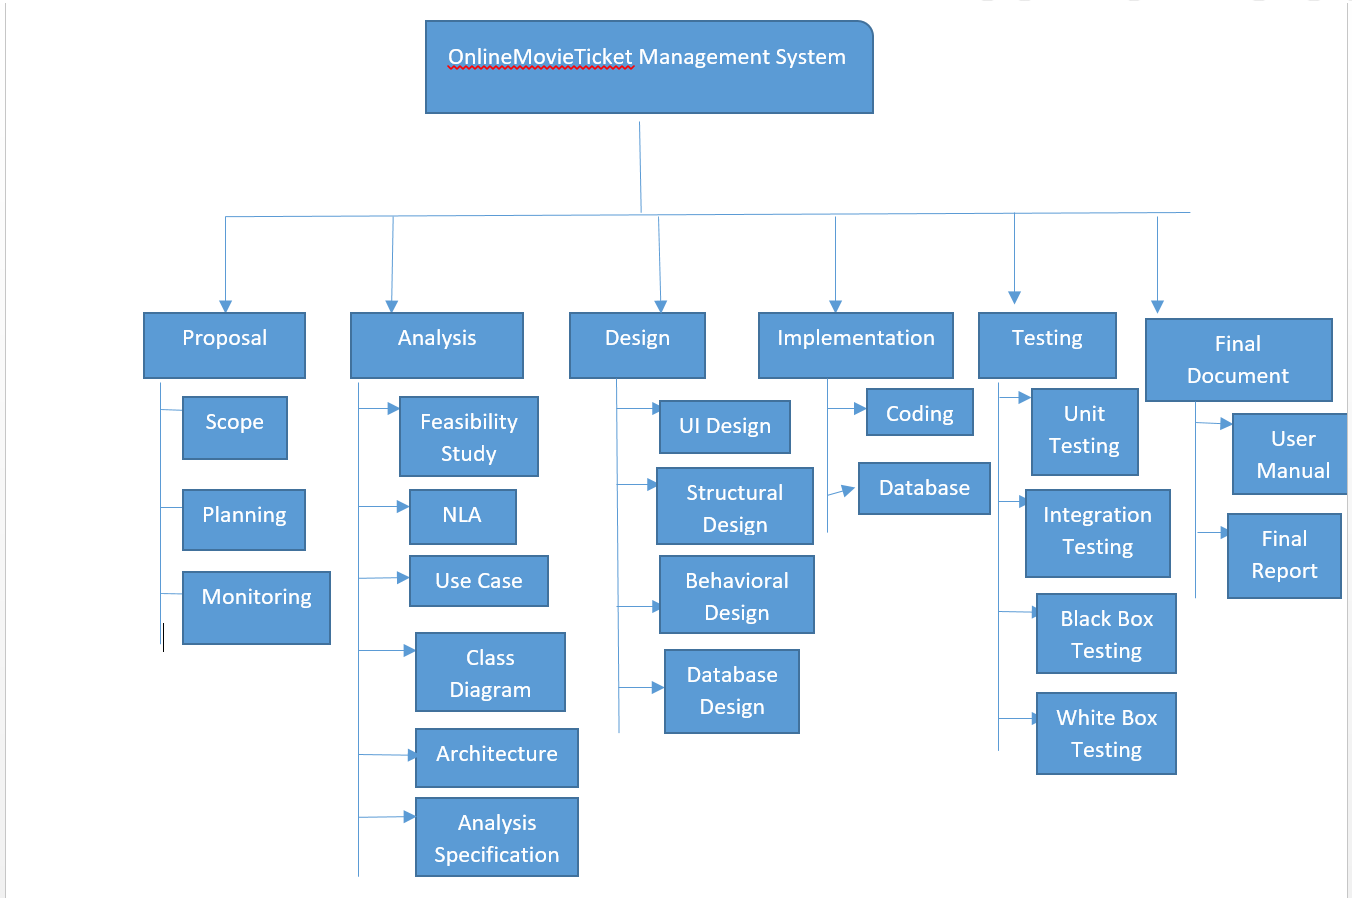 OnlineMovieTicket Management System
Proposal
Scope
Planning
Monitoring
Analysis
Feasibility
Study
NLA
Use Case
Class
Diagram
Architecture
Analysis
Specification
Design
UI Design
Structural
Design
Behavioral
Design
Database
Design
Implementation
Coding
Database
Testing
Unit
Testing
Integration
Testing
Black Box
Testing
White Box
Testing
Final
Document
User
Manual
Final
Report